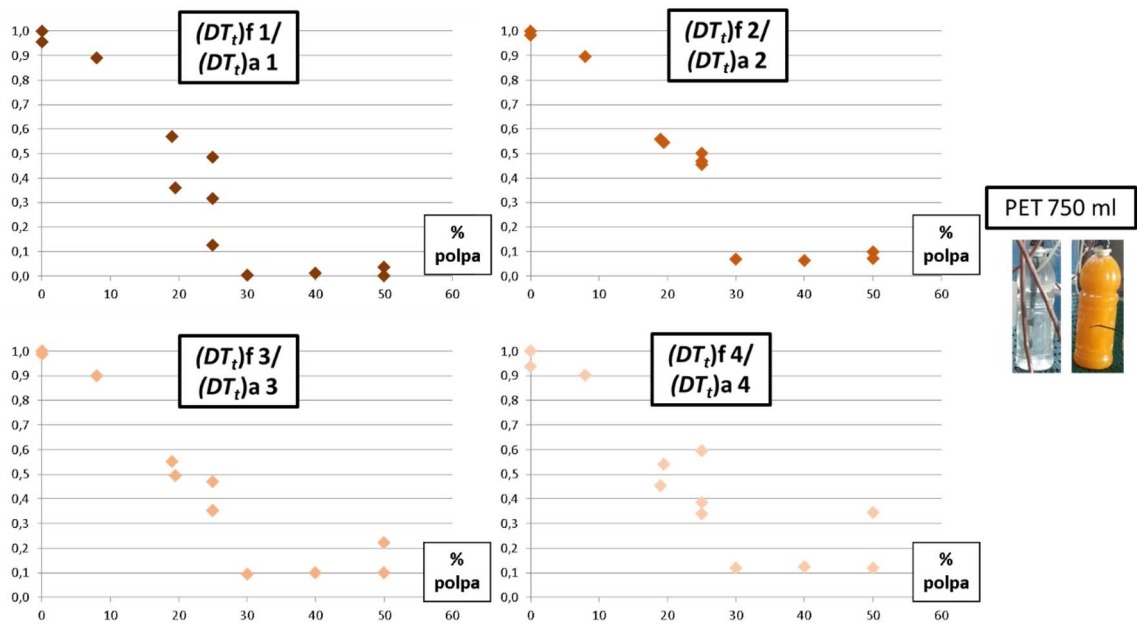 (DTt)f 1/
(DTt)a 1
1,0
0,9
0,8
0,7
0,6
0,5
0,4
0,3
0,2
0,1
0,0
0 10 20 30 40 50 60
%
polpa
(DTt)f 2/
(DTt)a 2
1,0
0,9
0,8
0,7
0,6
0,5
0,4
0,3
0,2
0,1
0,0
0 10 20 30 40 50 60
%
polpa
PET 750 ml
(DTt)f 3/
(DTt)a 3
1,0
0,9
0,8
0,7
0,6
0,5
0,4
0,3
0,2
0,1
0,0
0 10 20 30 40 50 60
%
polpa
(DTt)f 4/
(DTt)a 4
1,0
0,9
0,8
0,7
0,6
0,5
0,4
0,3
0,2
0,1
0,0
0 10 20 30 40 50 60
%
polpa